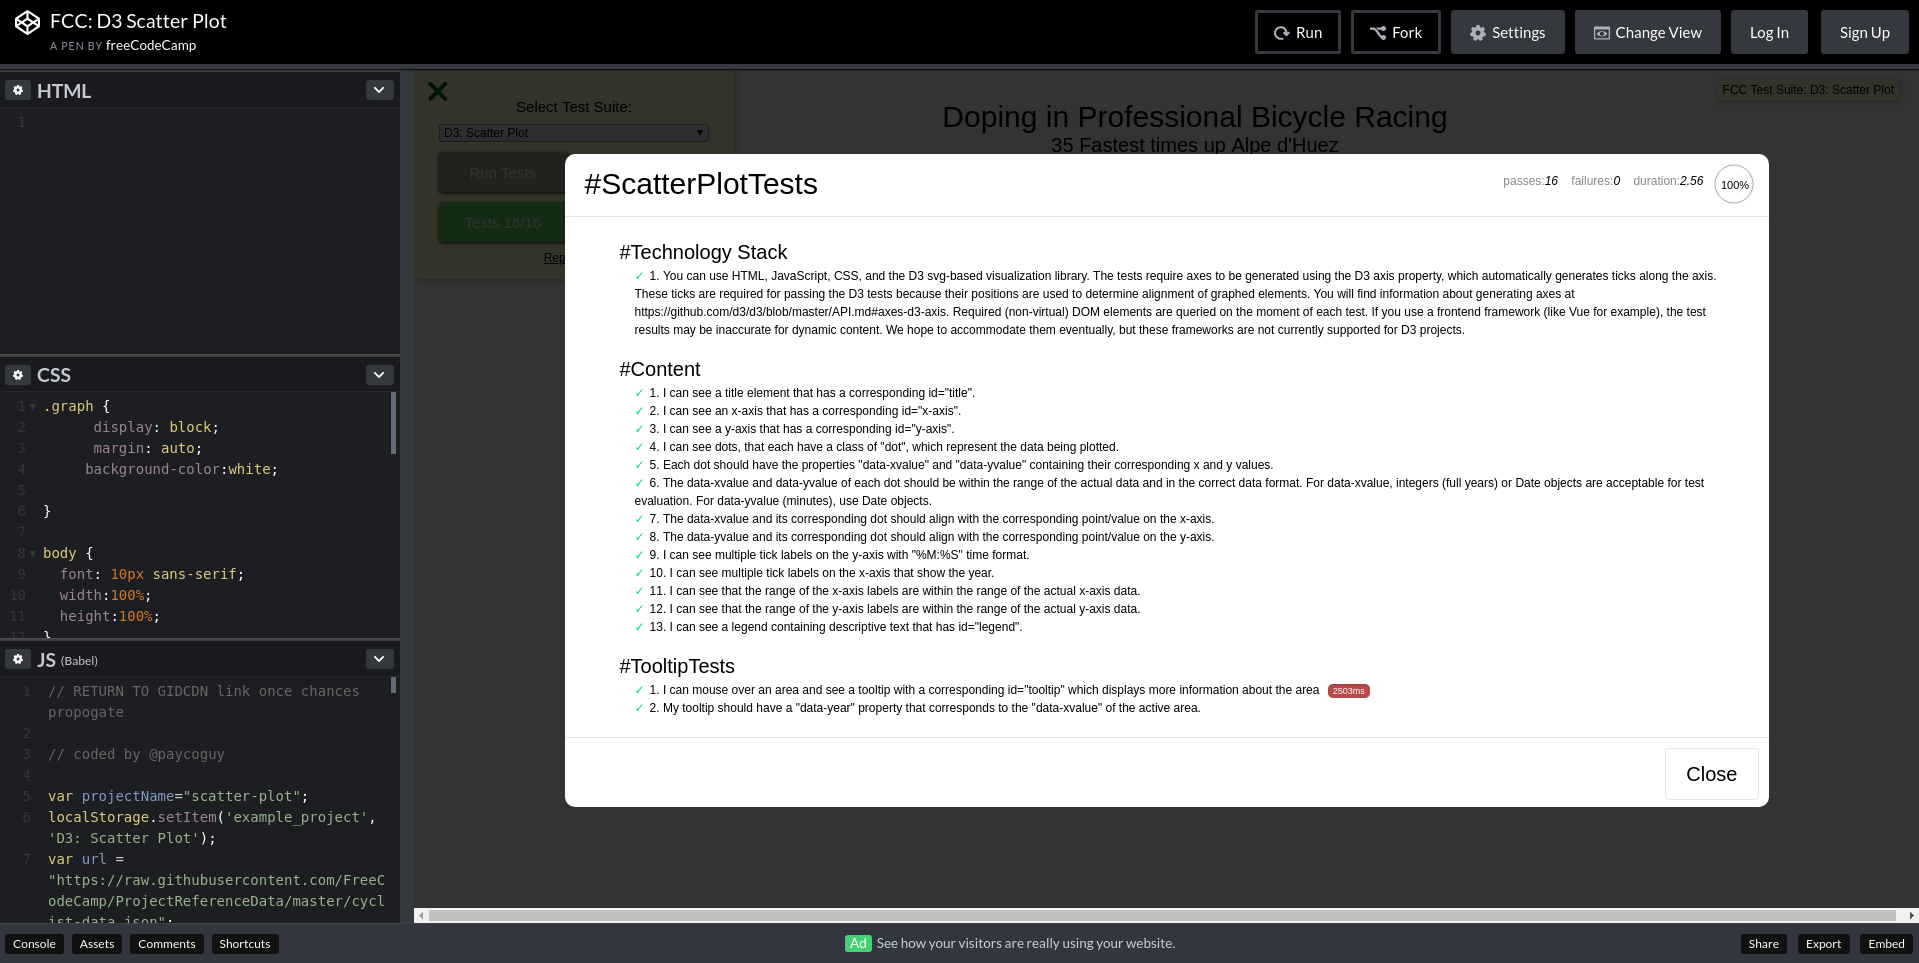 FCC: D3 Scatter Plot
A PEN BY freeCodeCamp
Run
Fork
Settings
Change View
Log In
Sign Up
HTML
1
CSS
1 .graph {
2 display: block;
3 margin: auto;
4 background-color:white;
5
6 }
7
8 body {
9 font: 10px sans-serif;
10 width:100%;
11 height:100%;
12 }
JS (Babel)
1 // RETURN TO GIDCDN link once chances
propogate
2
3 // coded by @paycoguy
4
5 var projectName="scatter-plot";
6 localStorage.setItem('example_project',
'D3: Scatter Plot');
7 var url =
"https://raw.githubusercontent.com/FreeC
odeCamp/ProjectReferenceData/master/cycl
ist-data.json";
Select Test Suite:
D3: Scatter Plot
Run Tests
Tests 16/16
Rep
Doping in Professional Bicycle Racing
35 Fastest times up Alpe d'Huez
FCC Test Suite: D3: Scatter Plot
#ScatterPlotTests
passes:16 failures:0 duration:2.56 100%
#Technology Stack
✓ 1. You can use HTML, JavaScript, CSS, and the D3 svg-based visualization library. The tests require axes to be generated using the D3 axis property, which automatically generates ticks along the axis.
These ticks are required for passing the D3 tests because their positions are used to determine alignment of graphed elements. You will find information about generating axes at
https://github.com/d3/d3/blob/master/API.md#axes-d3-axis. Required (non-virtual) DOM elements are queried on the moment of each test. If you use a frontend framework (like Vue for example), the test
results may be inaccurate for dynamic content. We hope to accommodate them eventually, but these frameworks are not currently supported for D3 projects.
#Content
✓ 1. I can see a title element that has a corresponding id="title".
✓ 2. I can see an x-axis that has a corresponding id="x-axis".
✓ 3. I can see a y-axis that has a corresponding id="y-axis".
✓ 4. I can see dots, that each have a class of "dot", which represent the data being plotted.
✓ 5. Each dot should have the properties "data-xvalue" and "data-yvalue" containing their corresponding x and y values.
✓ 6. The data-xvalue and data-yvalue of each dot should be within the range of the actual data and in the correct data format. For data-xvalue, integers (full years) or Date objects are acceptable for test
evaluation. For data-yvalue (minutes), use Date objects.
✓ 7. The data-xvalue and its corresponding dot should align with the corresponding point/value on the x-axis.
✓ 8. The data-yvalue and its corresponding dot should align with the corresponding point/value on the y-axis.
✓ 9. I can see multiple tick labels on the y-axis with "%M:%S" time format.
✓ 10. I can see multiple tick labels on the x-axis that show the year.
✓ 11. I can see that the range of the x-axis labels are within the range of the actual x-axis data.
✓ 12. I can see that the range of the y-axis labels are within the range of the actual y-axis data.
✓ 13. I can see a legend containing descriptive text that has id="legend".
#TooltipTests
✓ 1. I can mouse over an area and see a tooltip with a corresponding id="tooltip" which displays more information about the area 2503ms
✓ 2. My tooltip should have a "data-year" property that corresponds to the "data-xvalue" of the active area.
Close
Console
Assets
Comments
Shortcuts
Ad See how your visitors are really using your website.
Share
Export
Embed